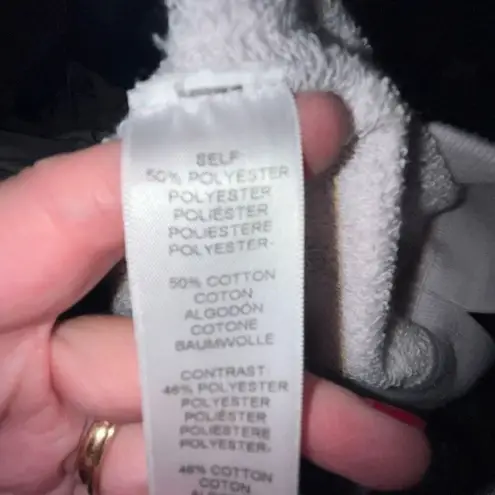 SELF:
50% POLYESTER
POLYESTER
POLIÉSTER
POLIESTERE
POLYESTER-
50% COTTON
COTON
ALGODÓN
COTONE
BAUMWOLLE
CONTRAST:
46% POLYESTER
POLYESTER
POLIÉSTER
POLIESTERE
POLYESTER-
46% COTTON
COTON